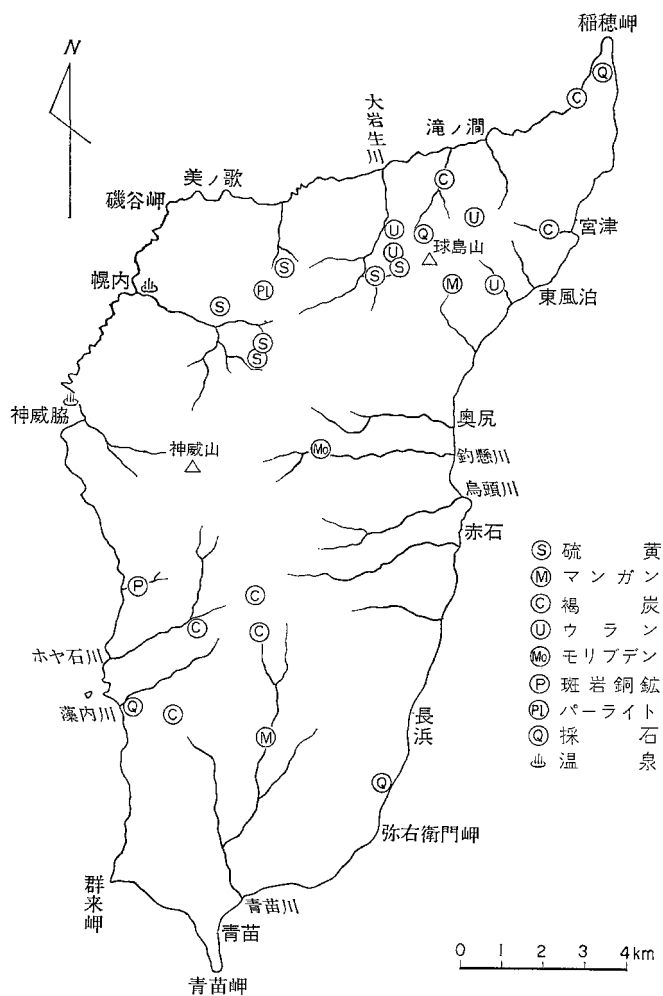 稲穂岬
N
Q
C
大岩生川
滝ノ澗
美ノ歌
磯谷岬
C
U
U
Q
C
宮津
球島山
U
S
S
S
幌内
Pl
M
U
東風泊
S
S
S
神威脇
奥尻
神威山
Mo
釣懸川
烏頭川
赤石
P
C
C
C
ホヤ石川
藻内川
Q
C
M
長浜
Q
弥右衛門岬
群来岬
青苗川
青苗
青苗岬
S 硫黄
M マンガン
C 褐炭
U ウラン
Mo モリブデン
P 斑岩銅鉱
Pl パーライト
Q 採石
♨ 温泉
0 1 2 3 4km